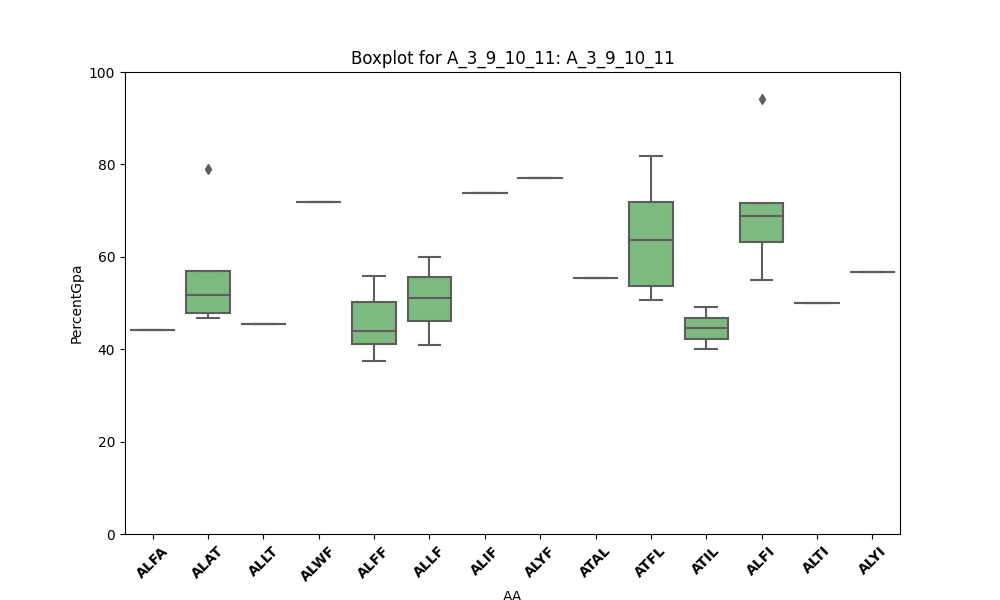 Boxplot for A_3_9_10_11: A_3_9_10_11
100
80
60
40
20
0
PercentGpa
ALFA
ALAT
ALLT
ALWF
ALFF
ALLF
ALIF
ALYF
ATAL
ATFL
ATIL
ALFI
ALTI
ALYI
AA